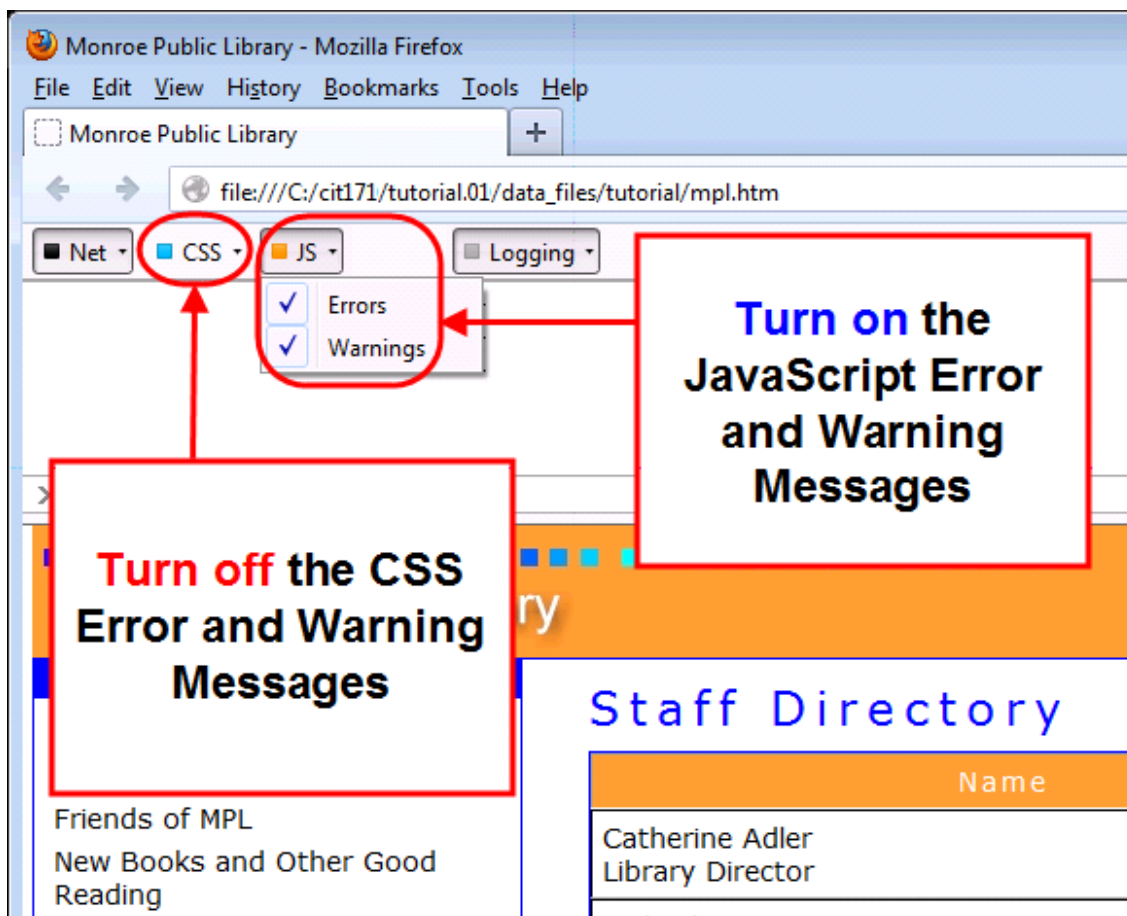 Monroe Public Library - Mozilla Firefox
File Edit View History Bookmarks Tools Help
Monroe Public Library +
file:///C:/cit171/tutorial.01/data_files/tutorial/mpl.htm
Net CSS JS Logging
Errors
Warnings
Turn on the
JavaScript Error
and Warning
Messages
Turn off the CSS
Error and Warning
Messages
ry
Staff Directory
Name
Catherine Adler
Library Director
Friends of MPL
New Books and Other Good
Reading